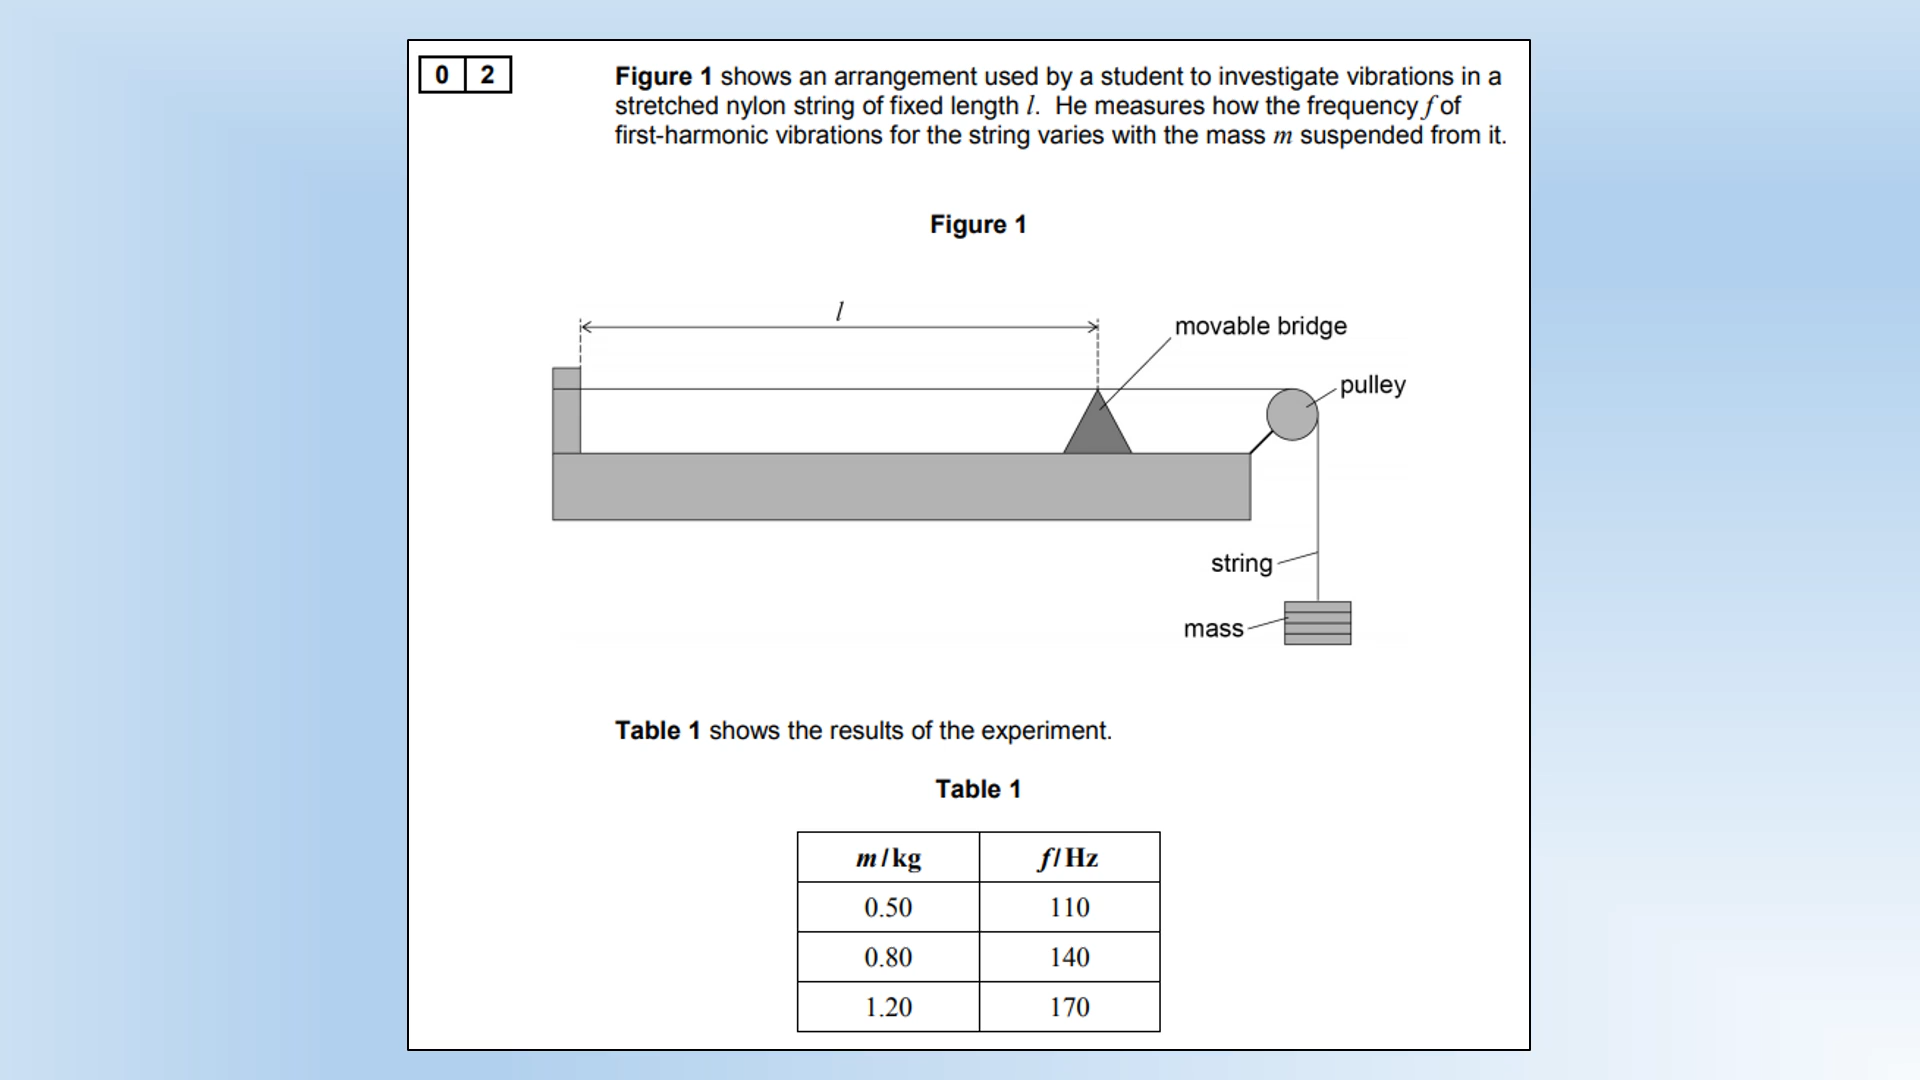 0 2
Figure 1 shows an arrangement used by a student to investigate vibrations in a
stretched nylon string of fixed length l. He measures how the frequency f of
first-harmonic vibrations for the string varies with the mass m suspended from it.
Figure 1
l
movable bridge
pulley
string
mass
Table 1 shows the results of the experiment.
Table 1
m / kg f / Hz
0.50 110
0.80 140
1.20 170